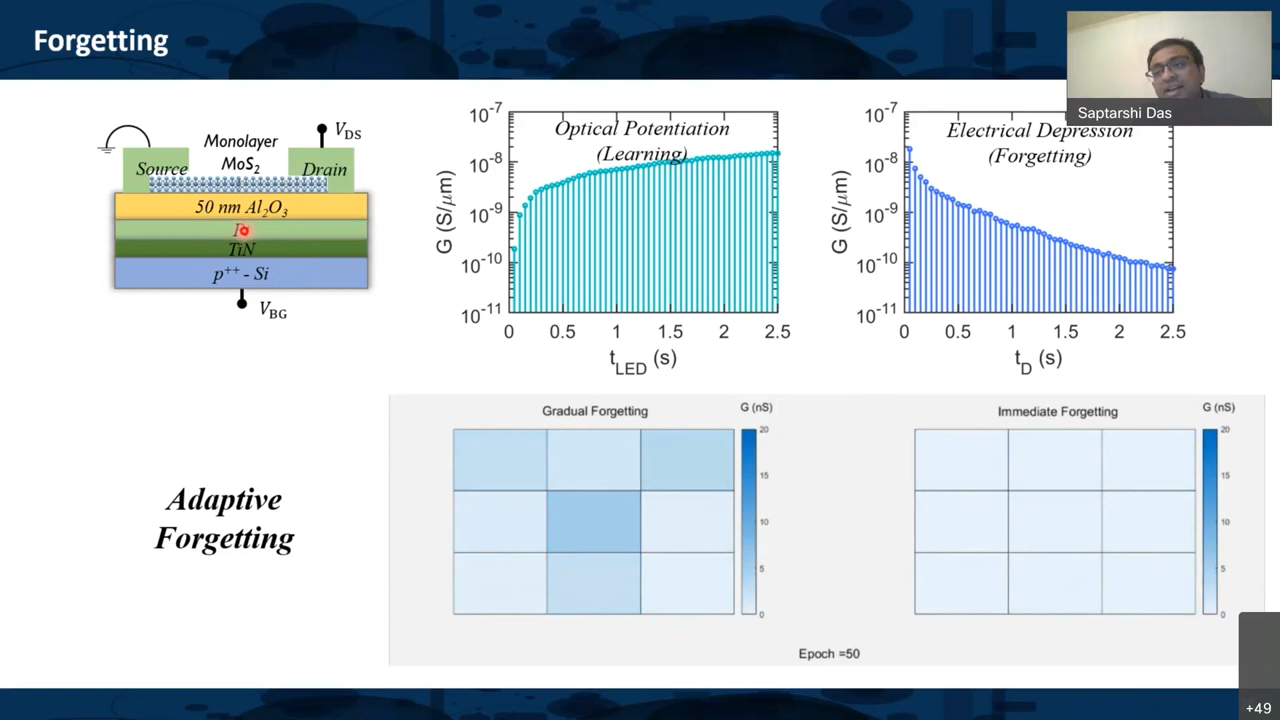 Forgetting
Saptarshi Das
Monolayer
MoS₂
V_DS
Source
Drain
50 nm Al₂O₃
TiN
p⁺⁺ - Si
V_BG
Optical Potentiation
(Learning)
G (S/μm)
10⁻⁷
10⁻⁸
10⁻⁹
10⁻¹⁰
10⁻¹¹
0 0.5 1 1.5 2 2.5
t_LED (s)
Electrical Depression
(Forgetting)
G (S/μm)
10⁻⁷
10⁻⁸
10⁻⁹
10⁻¹⁰
10⁻¹¹
0 0.5 1 1.5 2 2.5
t_D (s)
Adaptive
Forgetting
Gradual Forgetting
G (nS)
20
15
10
5
0
Immediate Forgetting
G (nS)
20
15
10
5
0
Epoch =50
+49